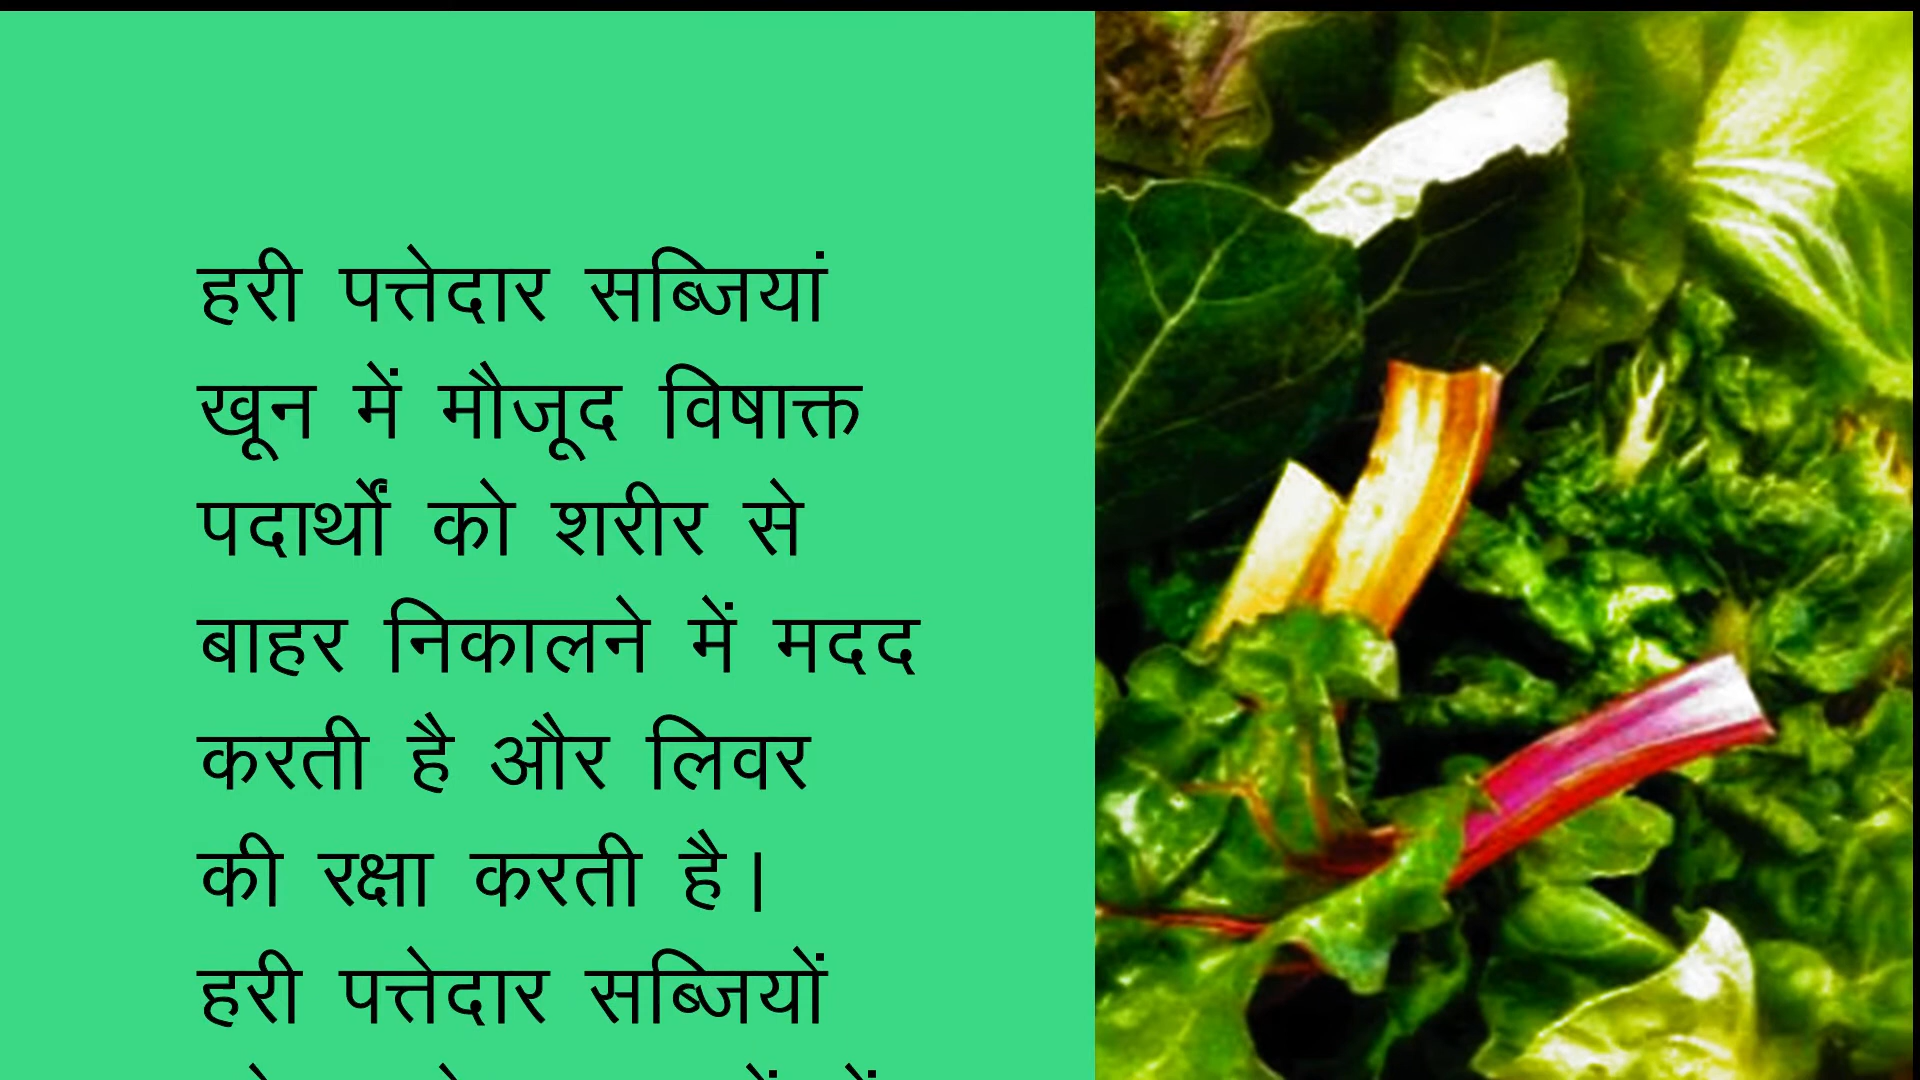 हरी पत्तेदार सब्जियां
खून में मौजूद विषाक्त
पदार्थों को शरीर से
बाहर निकालने में मदद
करती है और लिवर
की रक्षा करती है।
हरी पत्तेदार सब्जियों